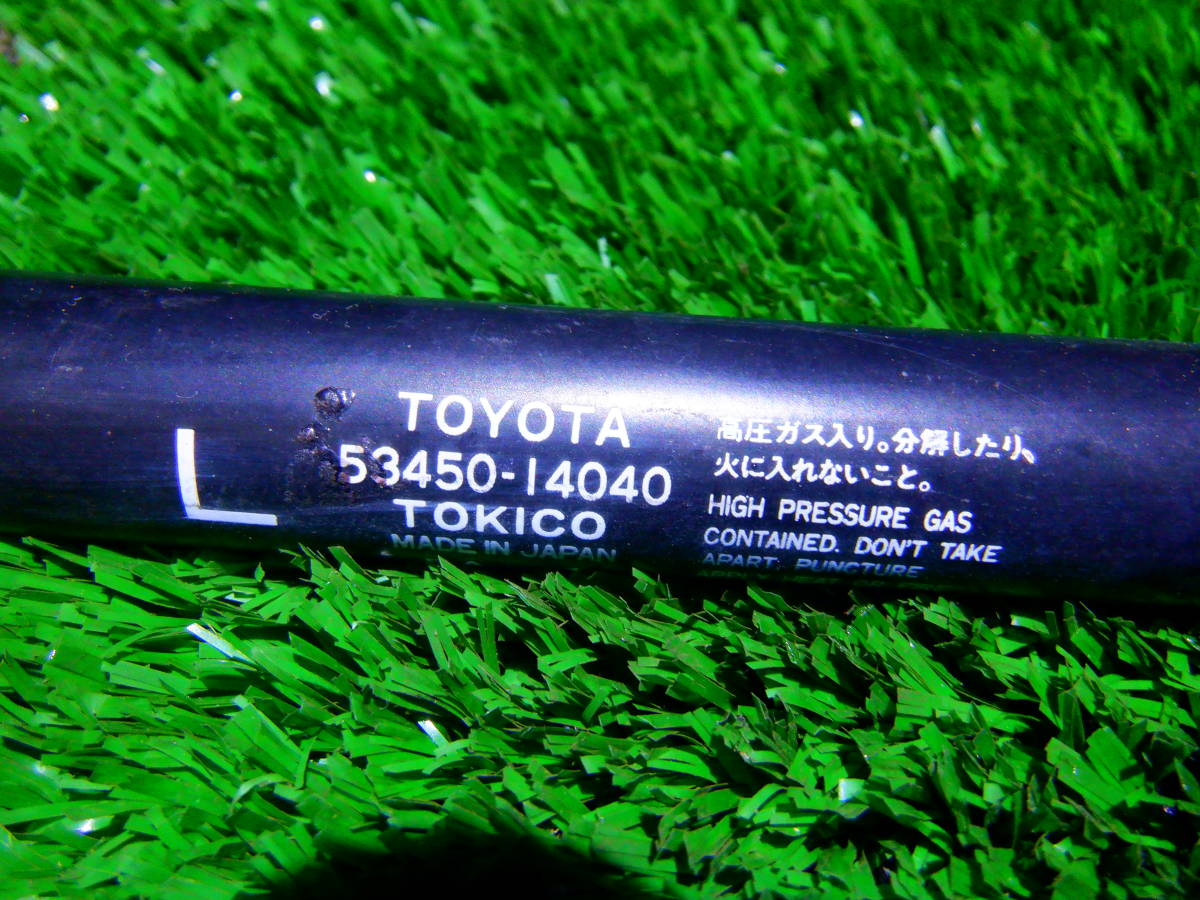 L
TOYOTA
53450-14040
TOKICO
MADE IN JAPAN
高圧ガス入り。分解したり、
火に入れないこと。
HIGH PRESSURE GAS
CONTAINED. DON'T TAKE
APART. PUNCTURE